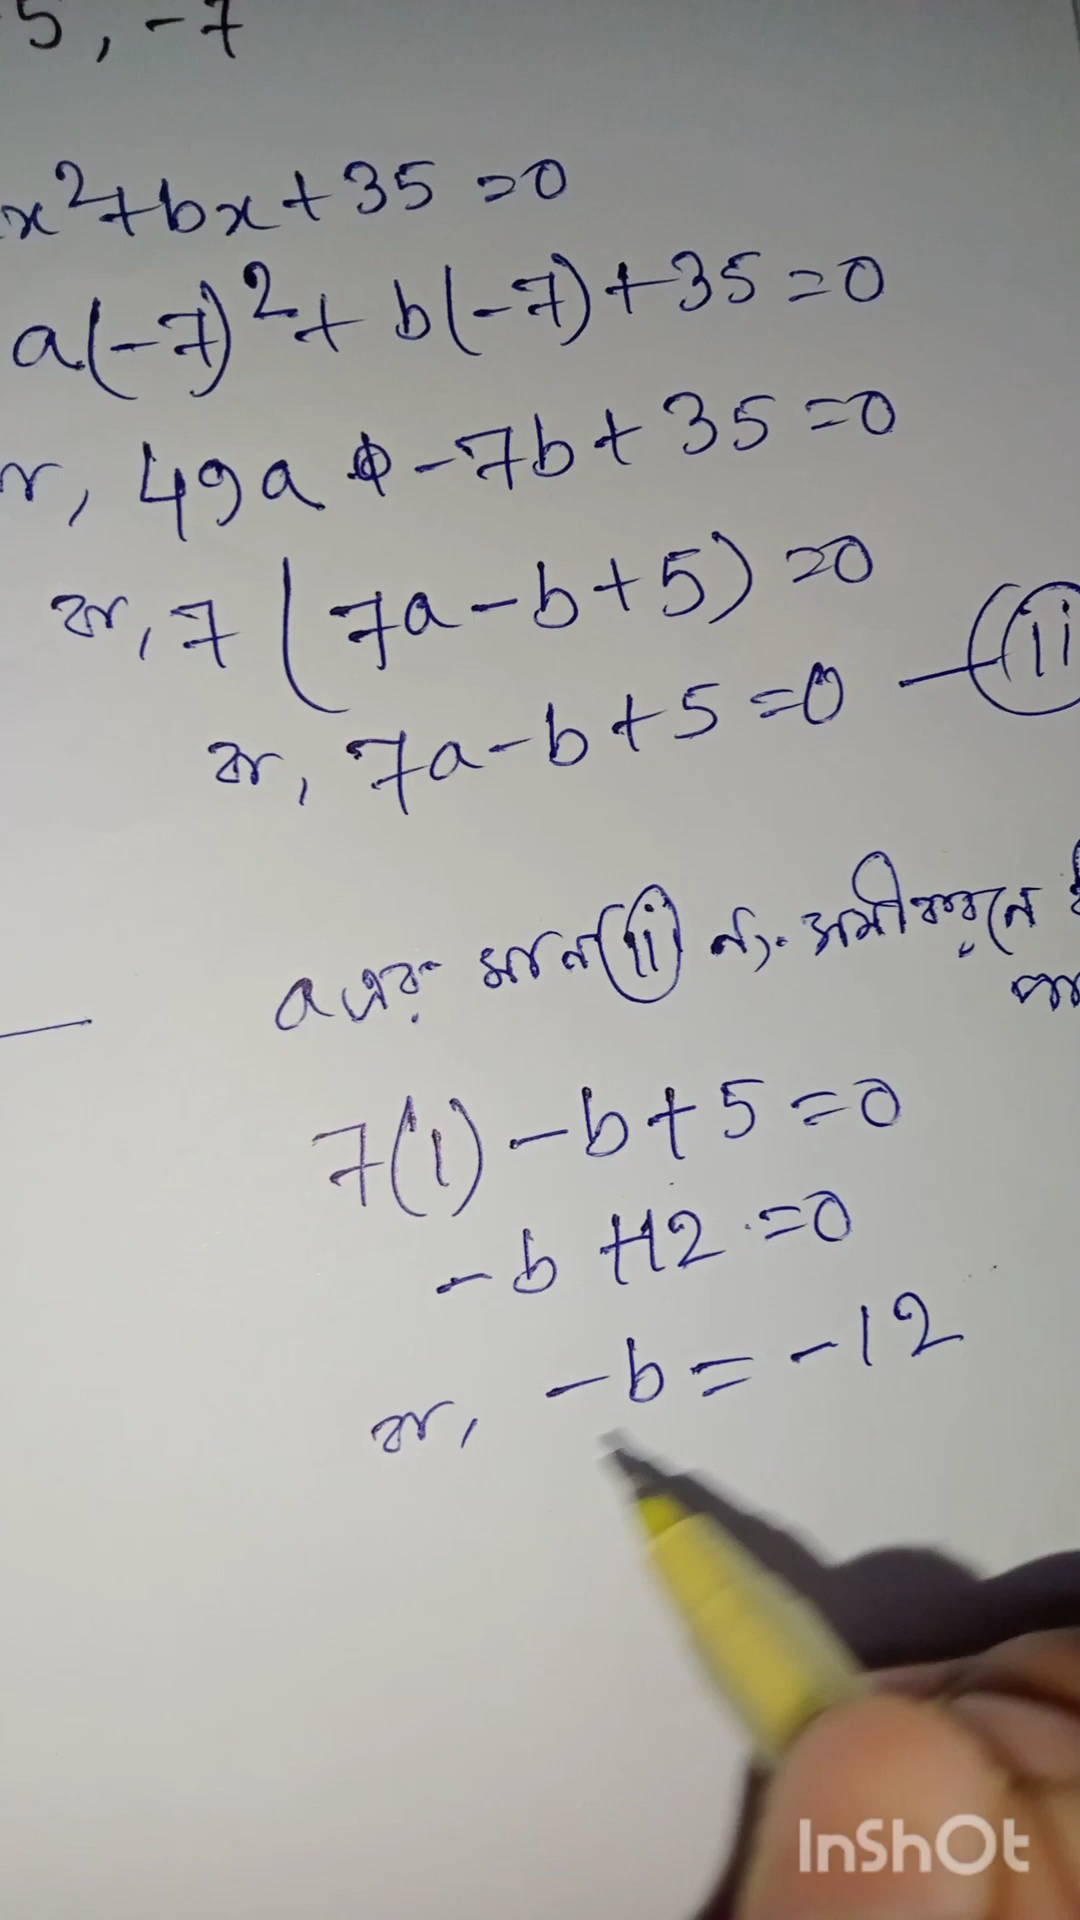 5, -7
x²+bx+35=0
a(-7)²+b(-7)+35=0
49a -7b+35=0
বা, 7(7a-b+5)=0
বা, 7a-b+5=0 —(ii
a এর মান (ii) নং সমীকরনে
7(1)-b+5=0
-b+12=0
বা, -b=-12
InShOt